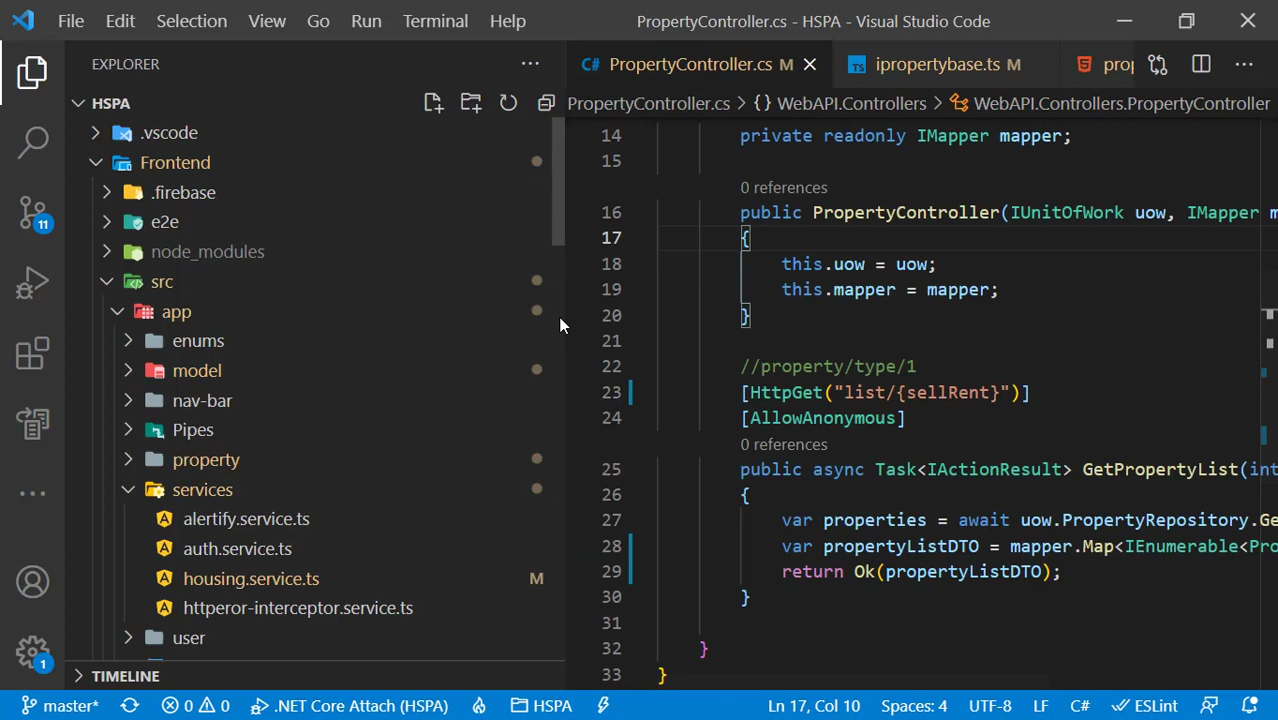 File Edit Selection View Go Run Terminal Help PropertyController.cs - HSPA - Visual Studio Code
EXPLORER
HSPA
.vscode
Frontend
.firebase
e2e
node_modules
src
app
enums
model
nav-bar
Pipes
property
services
alertify.service.ts
auth.service.ts
housing.service.ts M
httperor-interceptor.service.ts
user
TIMELINE
11
1
C# PropertyController.cs M TS ipropertybase.ts M 5 prop
PropertyController.cs > {} WebAPI.Controllers > WebAPI.Controllers.PropertyController
14 private readonly IMapper mapper;
15
0 references
16 public PropertyController(IUnitOfWork uow, IMapper m
17 {
18 this.uow = uow;
19 this.mapper = mapper;
20 }
21
22 //property/type/1
23 [HttpGet("list/{sellRent}")]
24 [AllowAnonymous]
0 references
25 public async Task<IActionResult> GetPropertyList(int
26 {
27 var properties = await uow.PropertyRepository.Ge
28 var propertyListDTO = mapper.Map<IEnumerable<Pro
29 return Ok(propertyListDTO);
30 }
31
32 }
33 }
master* 0 0 .NET Core Attach (HSPA) HSPA Ln 17, Col 10 Spaces: 4 UTF-8 LF C# ESLint